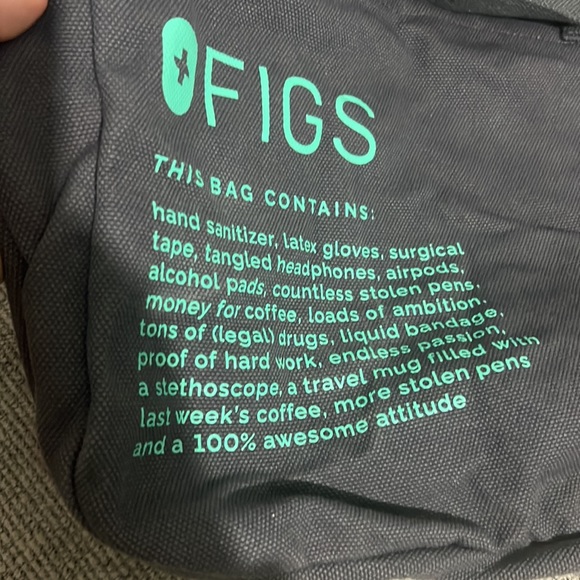 FIGS
THIS BAG CONTAINS:
hand sanitizer, latex gloves, surgical
tape, tangled headphones, airpods,
alcohol pads, countless stolen pens,
money for coffee, loads of ambition,
tons of (legal) drugs, liquid bandage,
proof of hard work, endless passion,
a stethoscope, a travel mug filled with
last week's coffee, more stolen pens
and a 100% awesome attitude